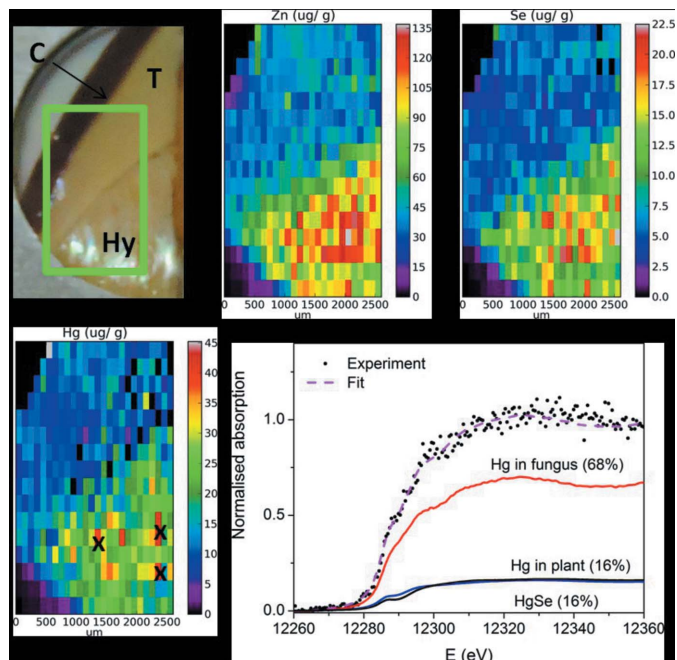 C
T
Hy
Zn (ug/ g)
135
120
105
90
75
60
45
30
15
0
0 500 1000 1500 2000 2500
um
Se (ug/ g)
22.5
20.0
17.5
15.0
12.5
10.0
7.5
5.0
2.5
0.0
0 500 1000 1500 2000 2500
um
Hg (ug/ g)
45
40
35
30
25
20
15
10
5
0
X X
X
0 500 1000 1500 2000 2500
um
Normalised absorption
1.0
0.5
0.0
Experiment
Fit
Hg in fungus (68%)
Hg in plant (16%)
HgSe (16%)
12260 12280 12300 12320 12340 12360
E (eV)